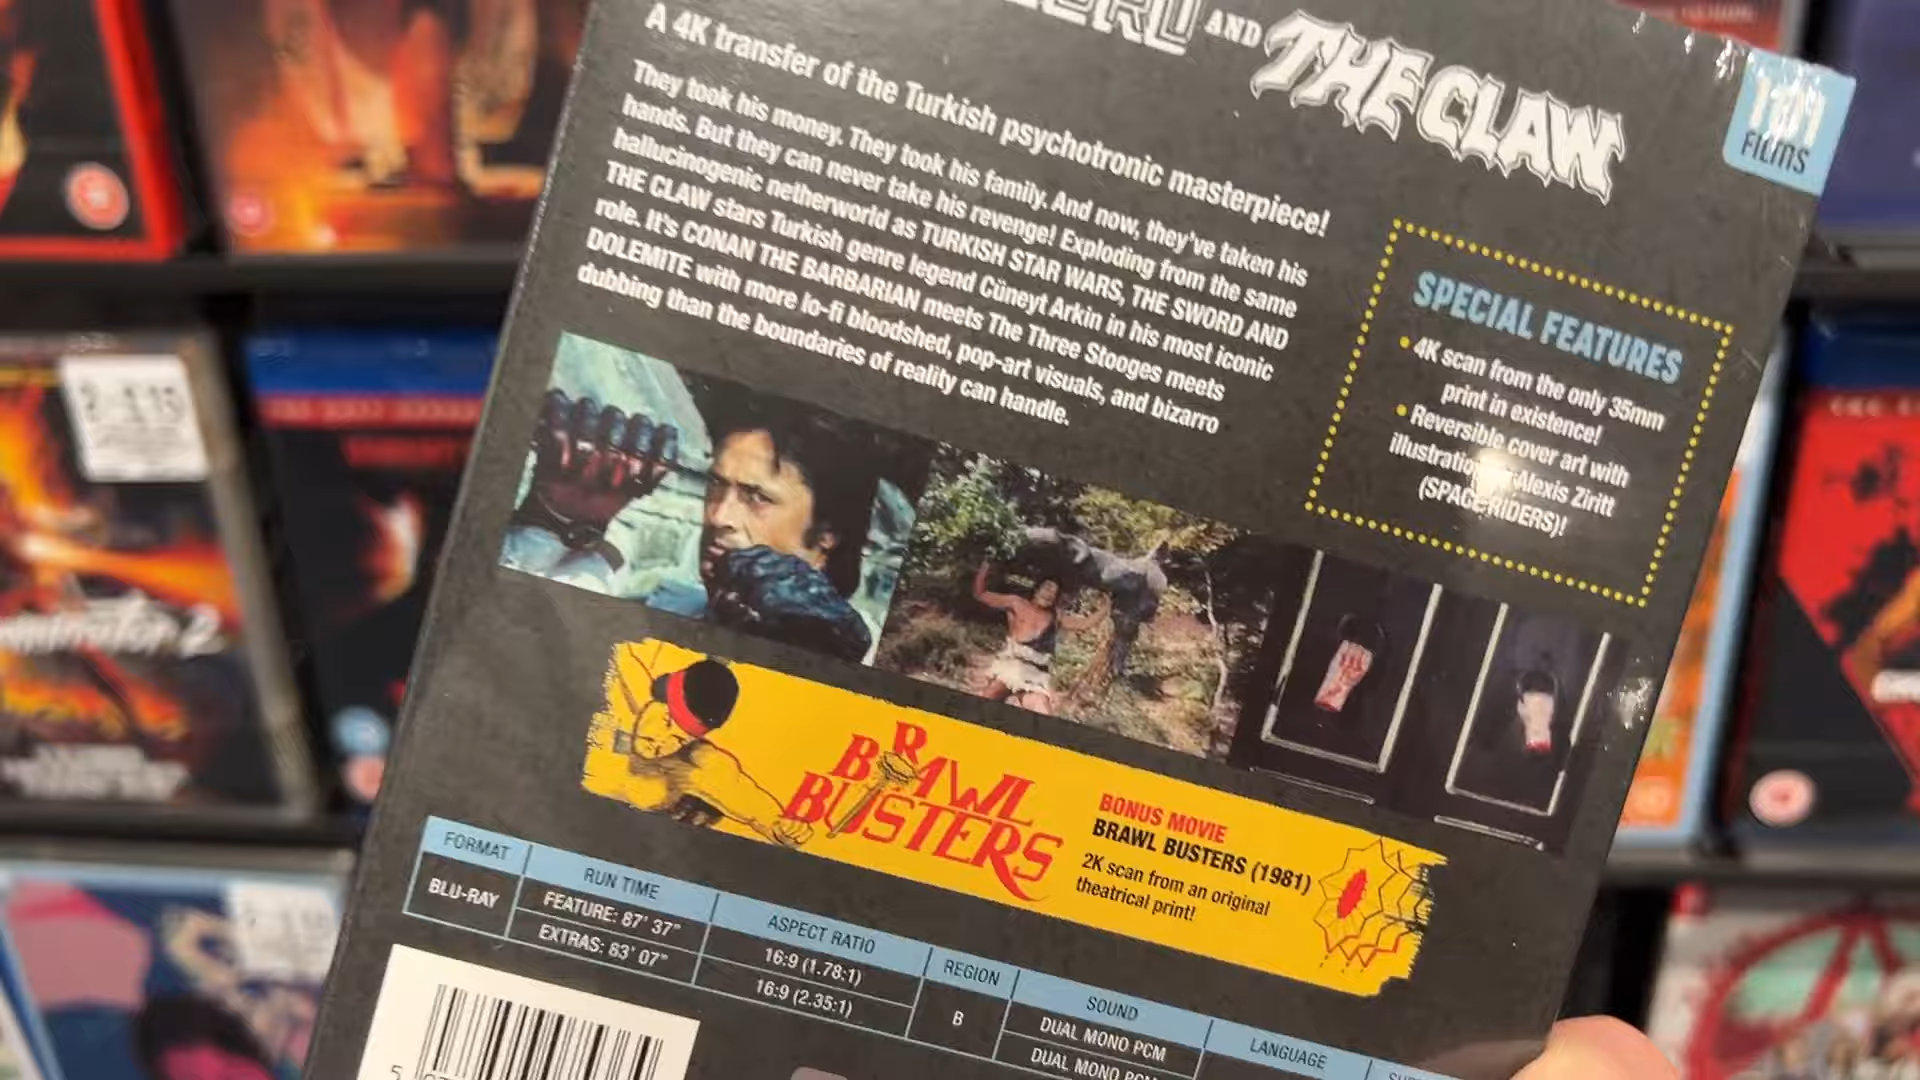 AND THE CLAW
101
FILMS
A 4K transfer of the Turkish psychotronic masterpiece!
They took his money. They took his family. And now, they've taken his
hands. But they can never take his revenge! Exploding from the same
hallucinogenic netherworld as TURKISH STAR WARS, THE SWORD AND
THE CLAW stars Turkish genre legend Cüneyt Arkin in his most iconic
role. It's CONAN THE BARBARIAN meets The Three Stooges meets
DOLEMITE with more lo-fi bloodshed, pop-art visuals, and bizarro
dubbing than the boundaries of reality can handle.
SPECIAL FEATURES
• 4K scan from the only 35mm
print in existence!
• Reversible cover art with
Alexis Ziritt
(SPACE RIDERS)!
BRAWL
BUSTERS
BONUS MOVIE
BRAWL BUSTERS (1981)
2K scan from an original
theatrical print!
FORMAT
BLU-RAY
RUN TIME
FEATURE: 87' 37"
EXTRAS: 83' 07"
ASPECT RATIO
16:9 (1.78:1)
16:9 (2.35:1)
REGION
B
SOUND
DUAL MONO PCM
DUAL MONO PCM
LANGUAGE
5